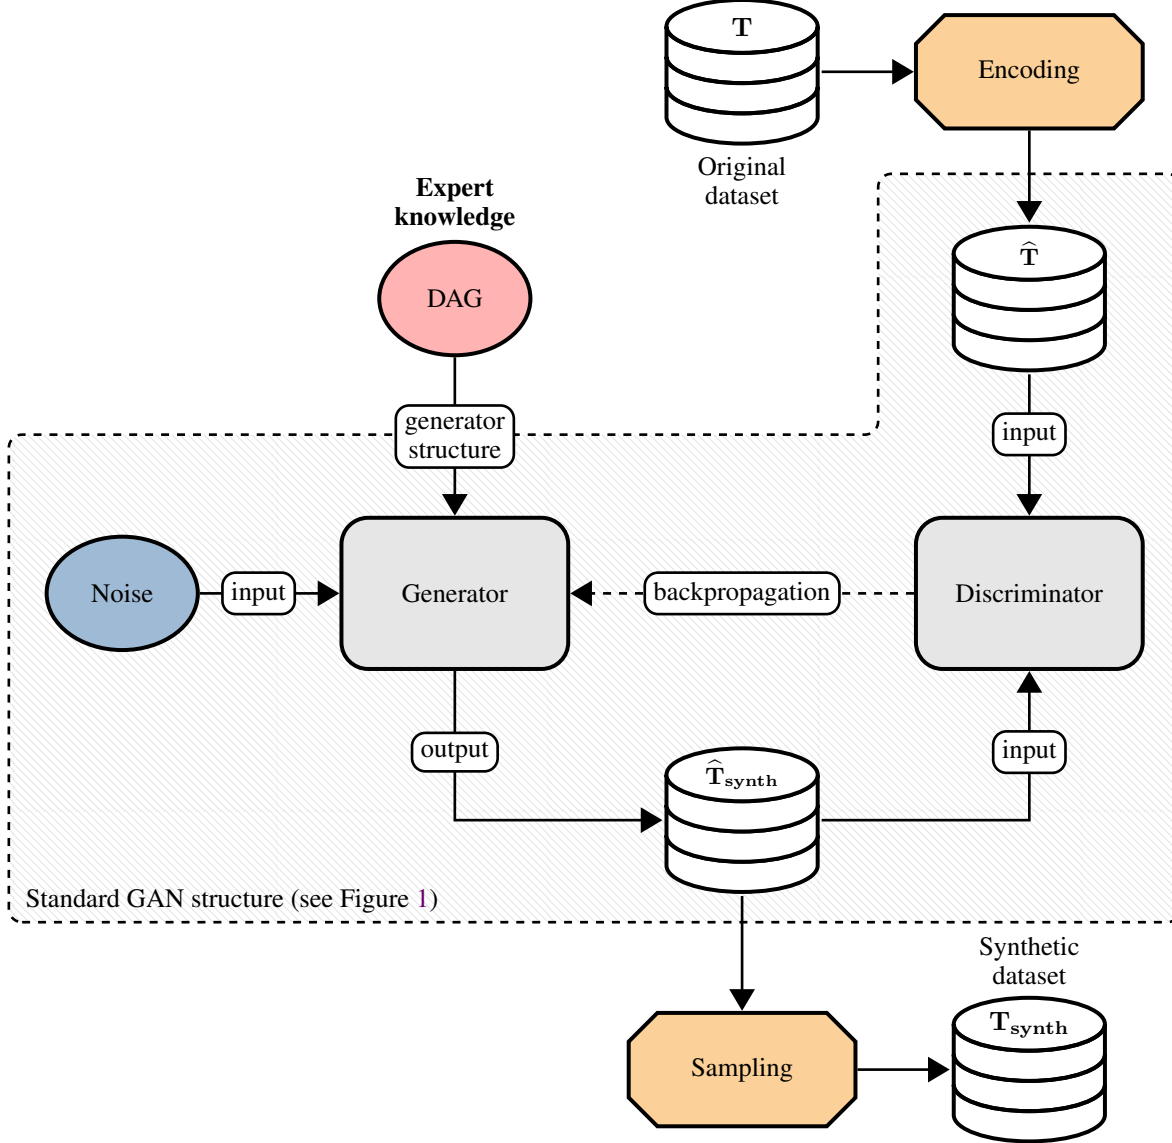 T
Encoding
Original
dataset
Expert
knowledge
T̂
DAG
generator
structure
input
Noise
input
Generator
backpropagation
Discriminator
output
input
T̂synth
Standard GAN structure (see Figure 1)
Synthetic
dataset
Tsynth
Sampling